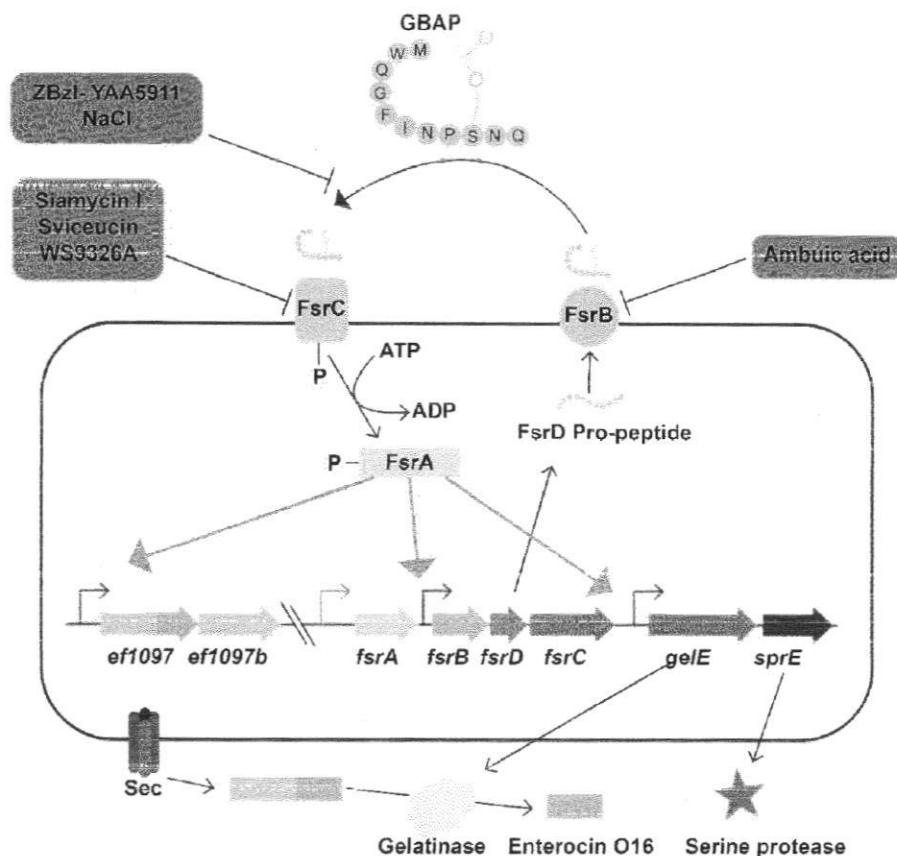 GBAP
M
W
Q
G
F
I
N
P
S
N
Q
O
ZBzl- YAA5911
NaCl
Siamycin I
Sviceucin
WS9326A
Ambuic acid
FsrC
FsrB
P
ATP
ADP
FsrD Pro-peptide
P
FsrA
ef1097 ef1097b fsrA fsrB fsrD fsrC gelE sprE
Sec
Gelatinase Enterocin O16 Serine protease